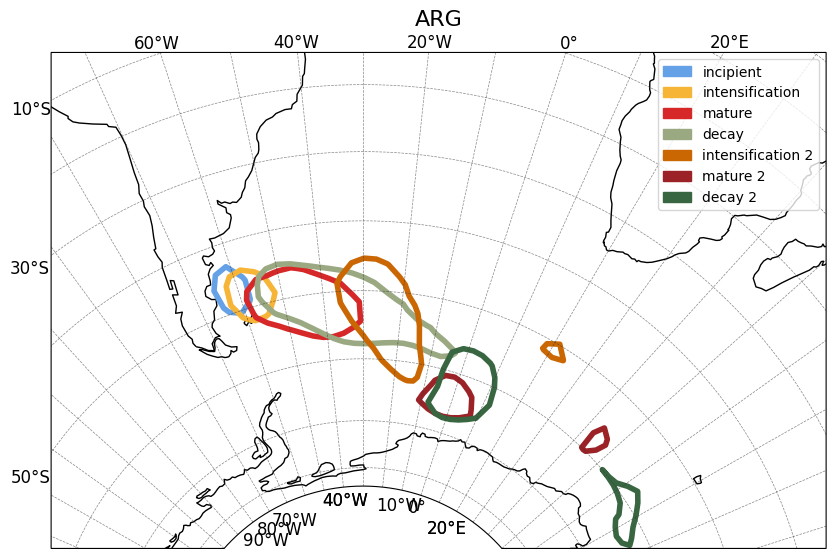 ARG
60°W 40°W 20°W 0° 20°E
10°S
30°S
50°S
incipient
intensification
mature
decay
intensification 2
mature 2
decay 2
40°W 10°W 0°
70°W
80°W 20°E
90°W